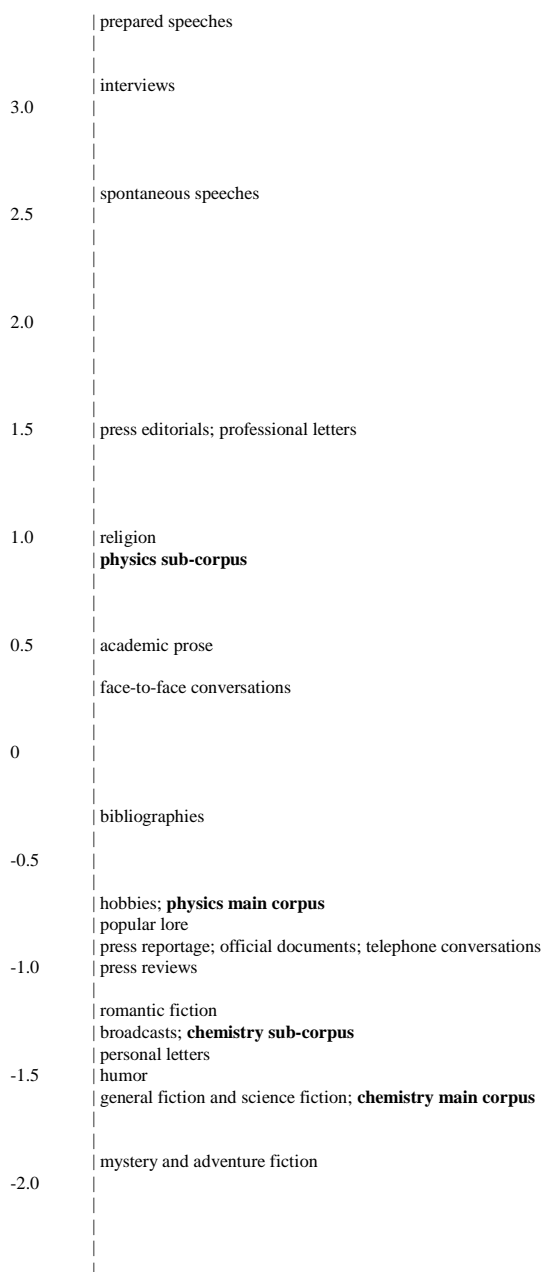 prepared speeches
interviews
3.0
spontaneous speeches
2.5
2.0
1.5 press editorials; professional letters
1.0 religion
physics sub-corpus
0.5 academic prose
face-to-face conversations
0
bibliographies
-0.5
hobbies; physics main corpus
popular lore
press reportage; official documents; telephone conversations
-1.0 press reviews
romantic fiction
broadcasts; chemistry sub-corpus
personal letters
-1.5 humor
general fiction and science fiction; chemistry main corpus
mystery and adventure fiction
-2.0